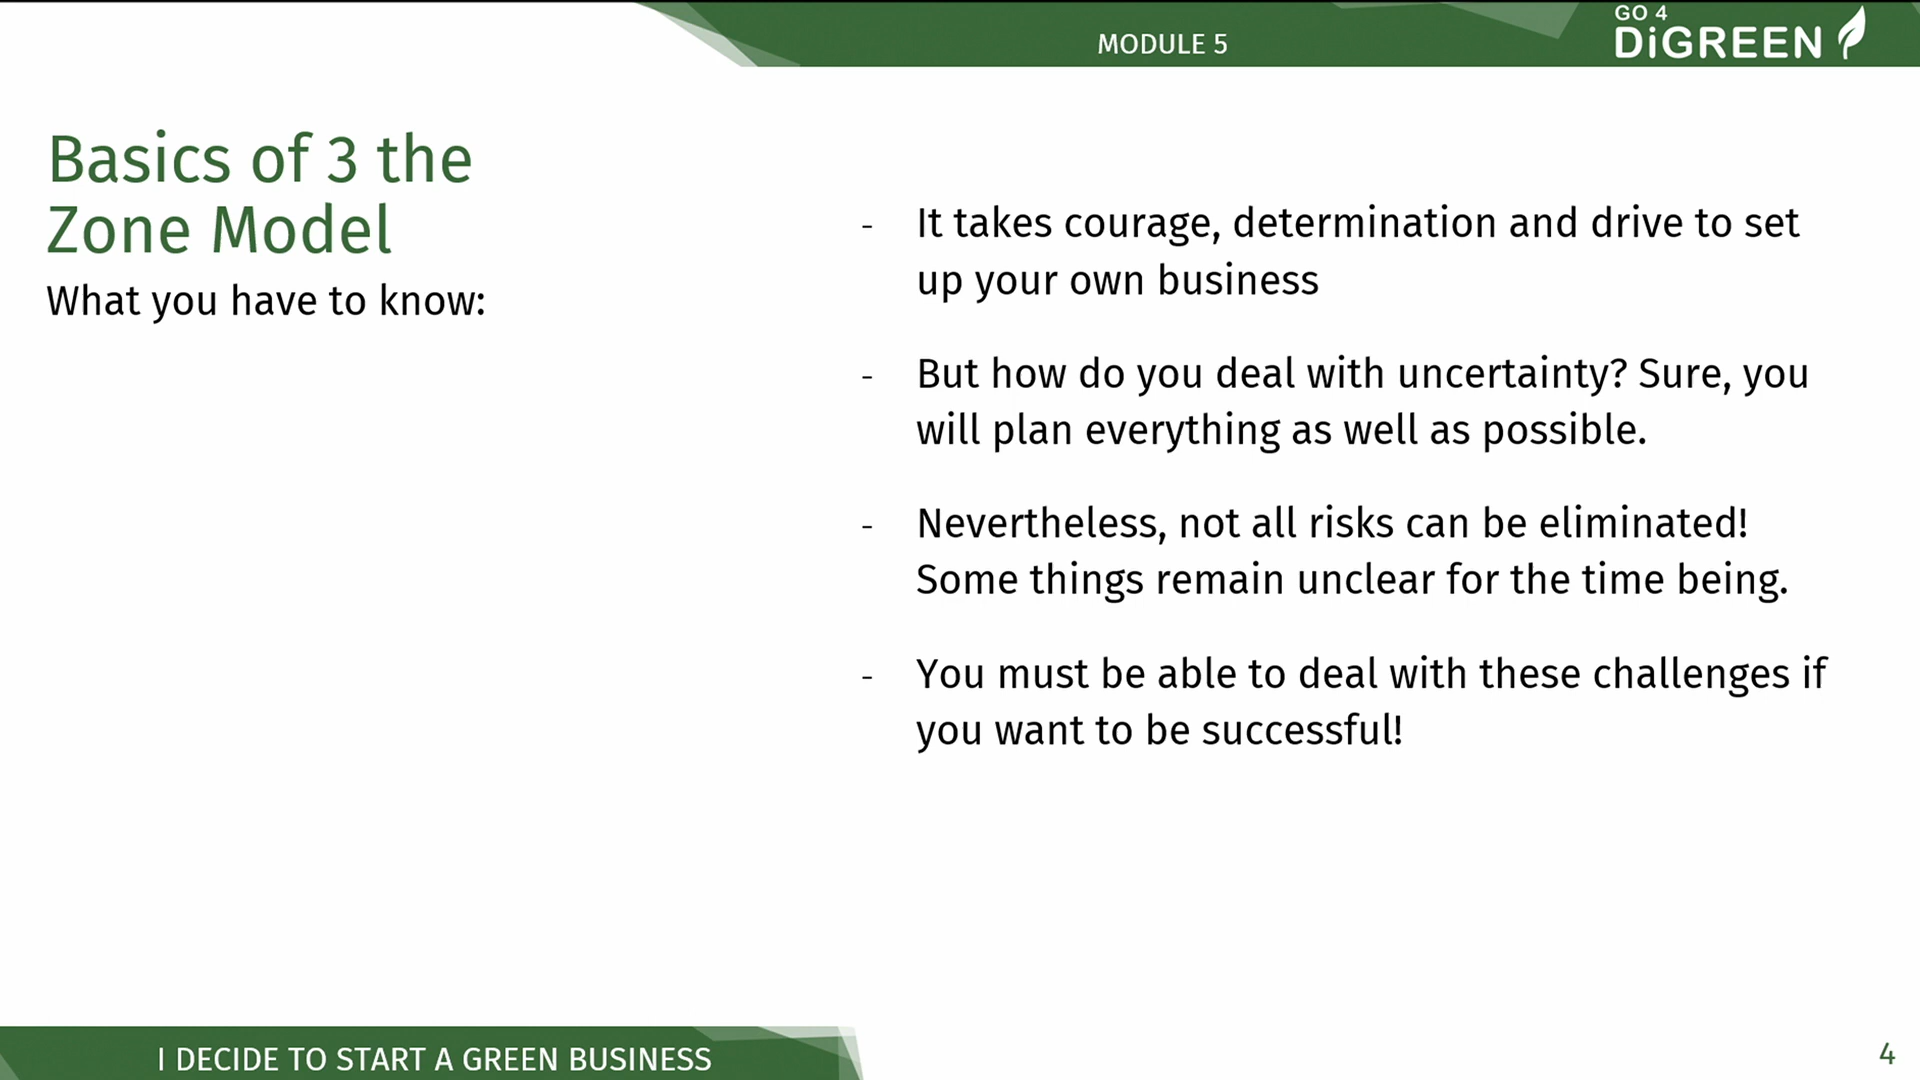 MODULE 5
GO 4
DiGREEN
Basics of 3 the
Zone Model
What you have to know:
- It takes courage, determination and drive to set
up your own business
- But how do you deal with uncertainty? Sure, you
will plan everything as well as possible.
- Nevertheless, not all risks can be eliminated!
Some things remain unclear for the time being.
- You must be able to deal with these challenges if
you want to be successful!
I DECIDE TO START A GREEN BUSINESS
4